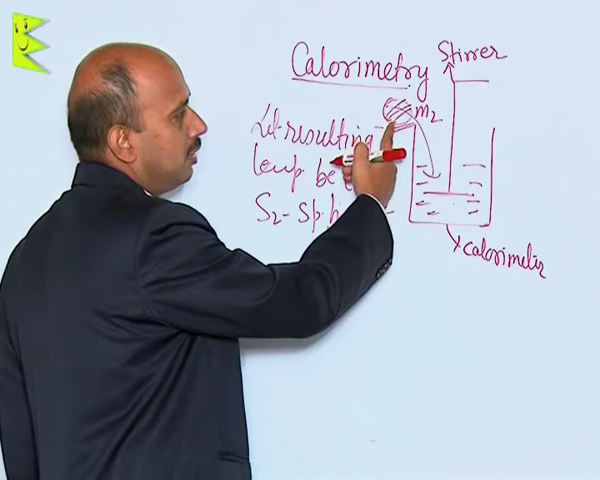 Calorimetry
Stirrer
m2
Let resulting
temp. be
S2 - Sp. h
calorimeter